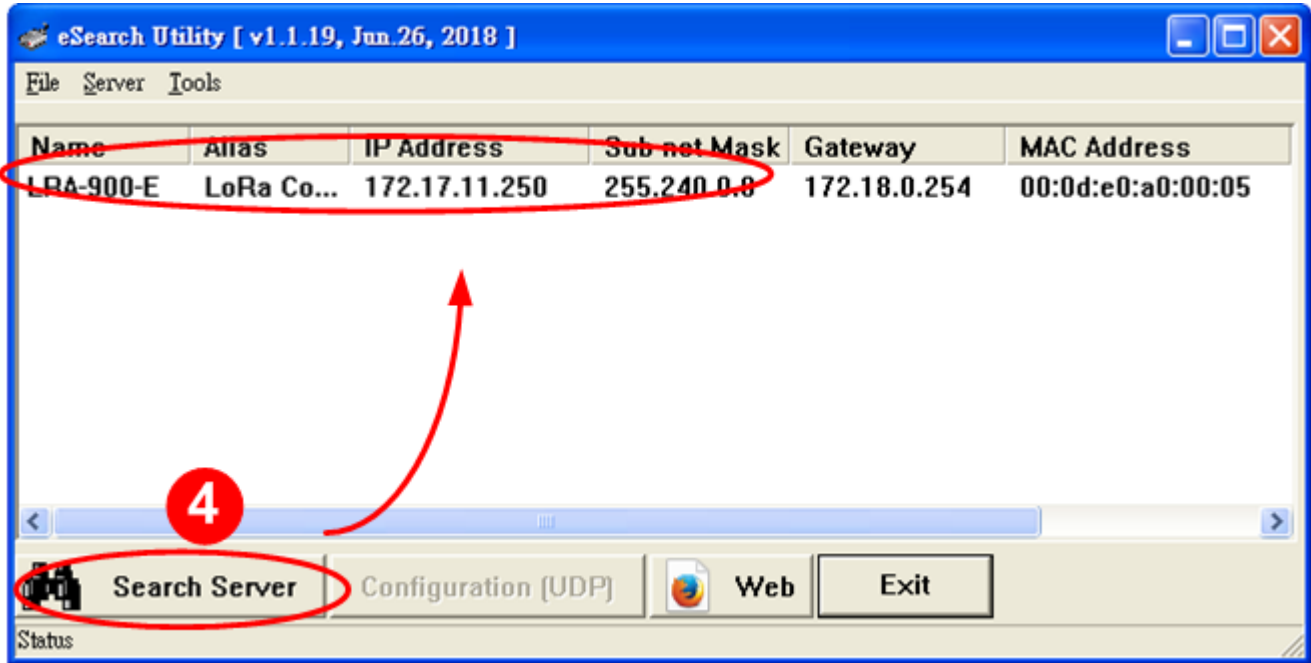 eSearch Utility [ v1.1.19, Jun.26, 2018 ]
File Server Tools
Name Alias IP Address Sub-net Mask Gateway MAC Address
LRA-900-E LoRa Co... 172.17.11.250 255.240.0.0 172.18.0.254 00:0d:e0:a0:00:05
4
Search Server Configuration (UDP) Web Exit
Status